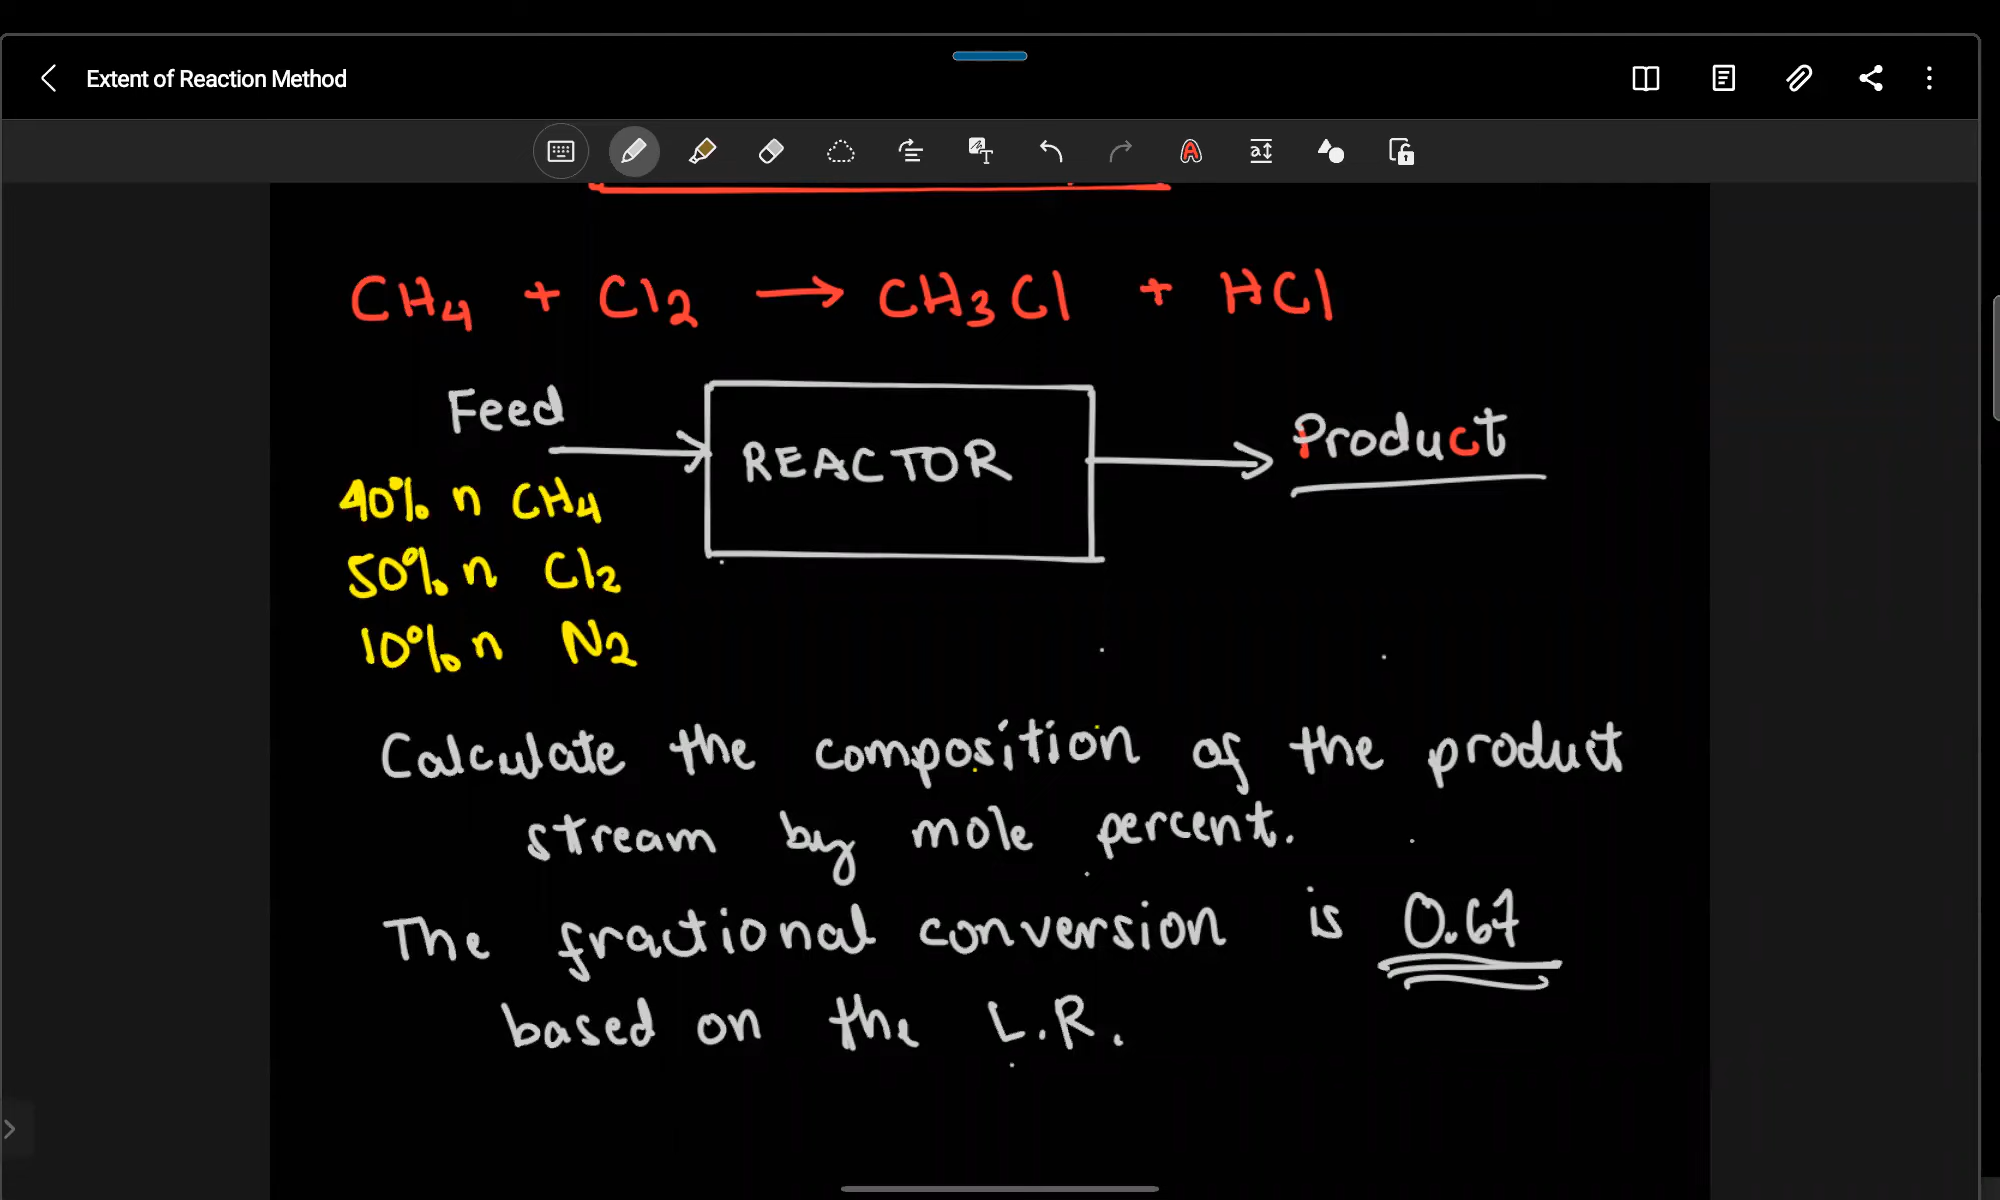 Extent of Reaction Method
CH4 + Cl2 → CH3Cl + HCl
Feed
REACTOR
Product
40% n CH4
50% n Cl2
10% n N2
Calculate the composition of the product
stream by mole percent.
The fractional conversion is 0.67
based on the L.R.